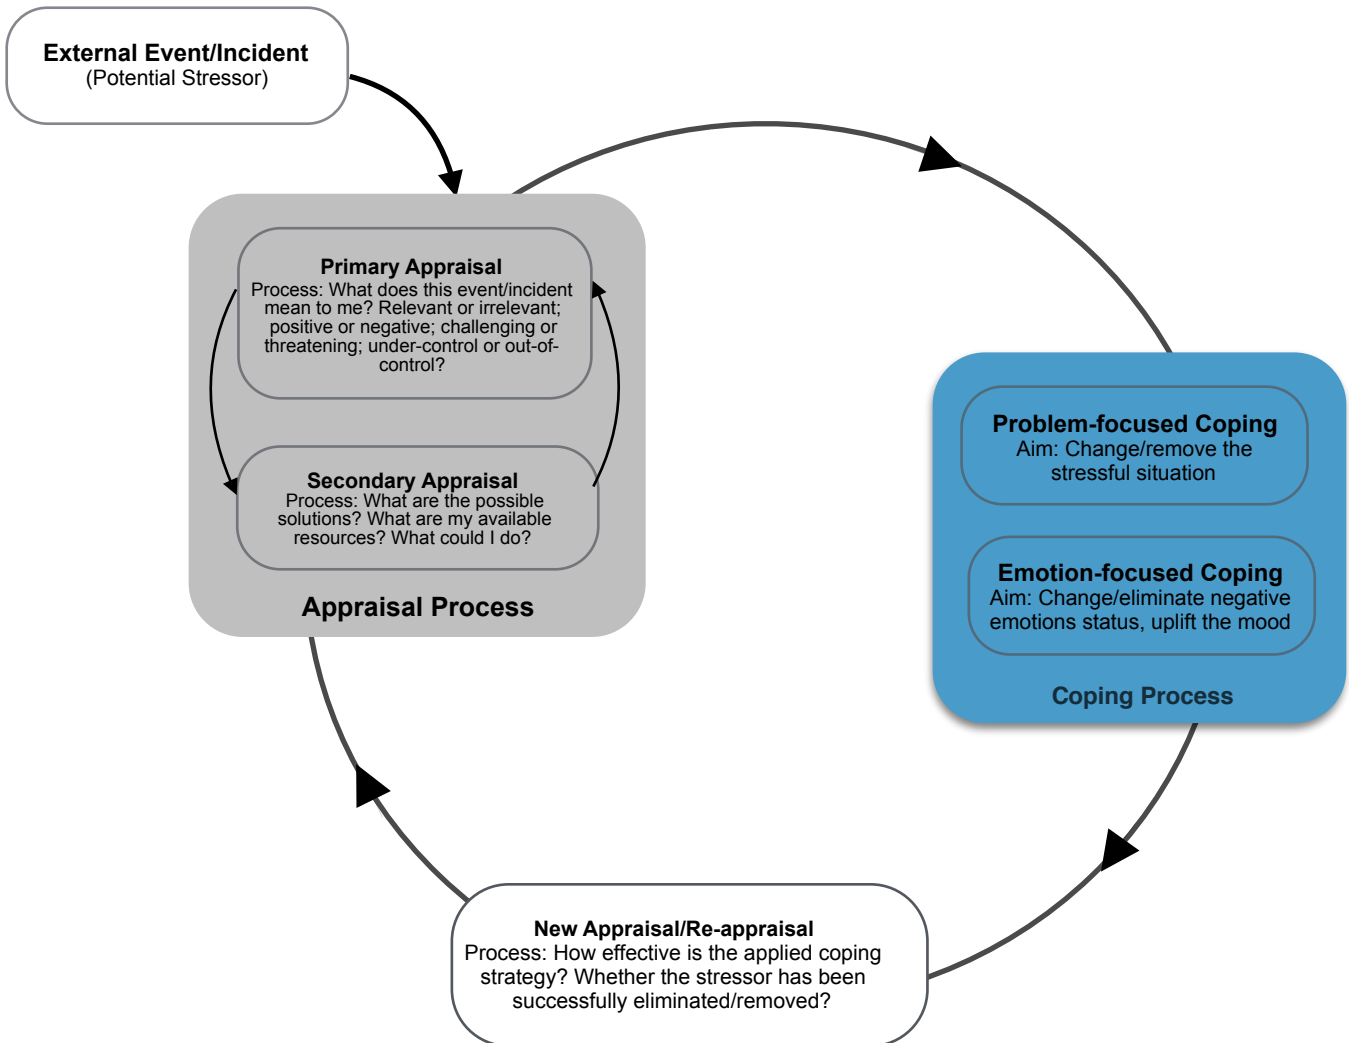 External Event/Incident
(Potential Stressor)
Primary Appraisal
Process: What does this event/incident
mean to me? Relevant or irrelevant;
positive or negative; challenging or
threatening; under-control or out-of-
control?
Secondary Appraisal
Process: What are the possible
solutions? What are my available
resources? What could I do?
Appraisal Process
Problem-focused Coping
Aim: Change/remove the
stressful situation
Emotion-focused Coping
Aim: Change/eliminate negative
emotions status, uplift the mood
Coping Process
New Appraisal/Re-appraisal
Process: How effective is the applied coping
strategy? Whether the stressor has been
successfully eliminated/removed?